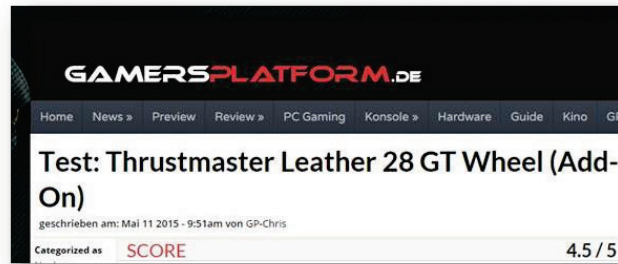 GAMERSPLATFORM.DE
Home News » Preview Review » PC Gaming Konsole » Hardware Guide Kino
Test: Thrustmaster Leather 28 GT Wheel (Add-
On)
geschrieben am: Mai 11 2015 - 9:51am von GP-Chris
Categorized as SCORE 4.5 / 5